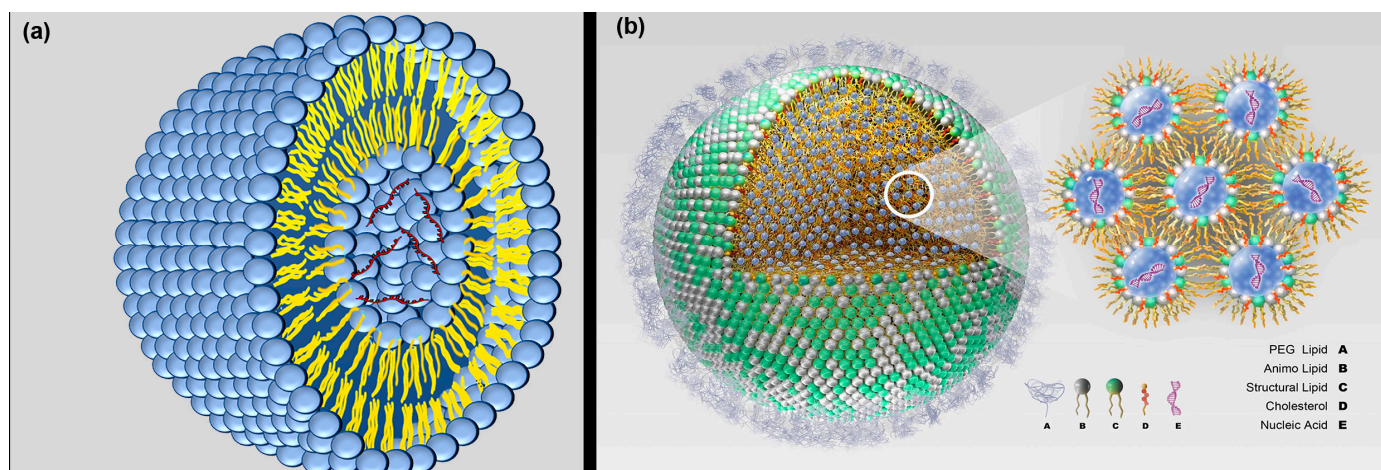 (a)
(b)
PEG Lipid A
Animo Lipid B
Structural Lipid C
Cholesterol D
Nucleic Acid E
A B C D E